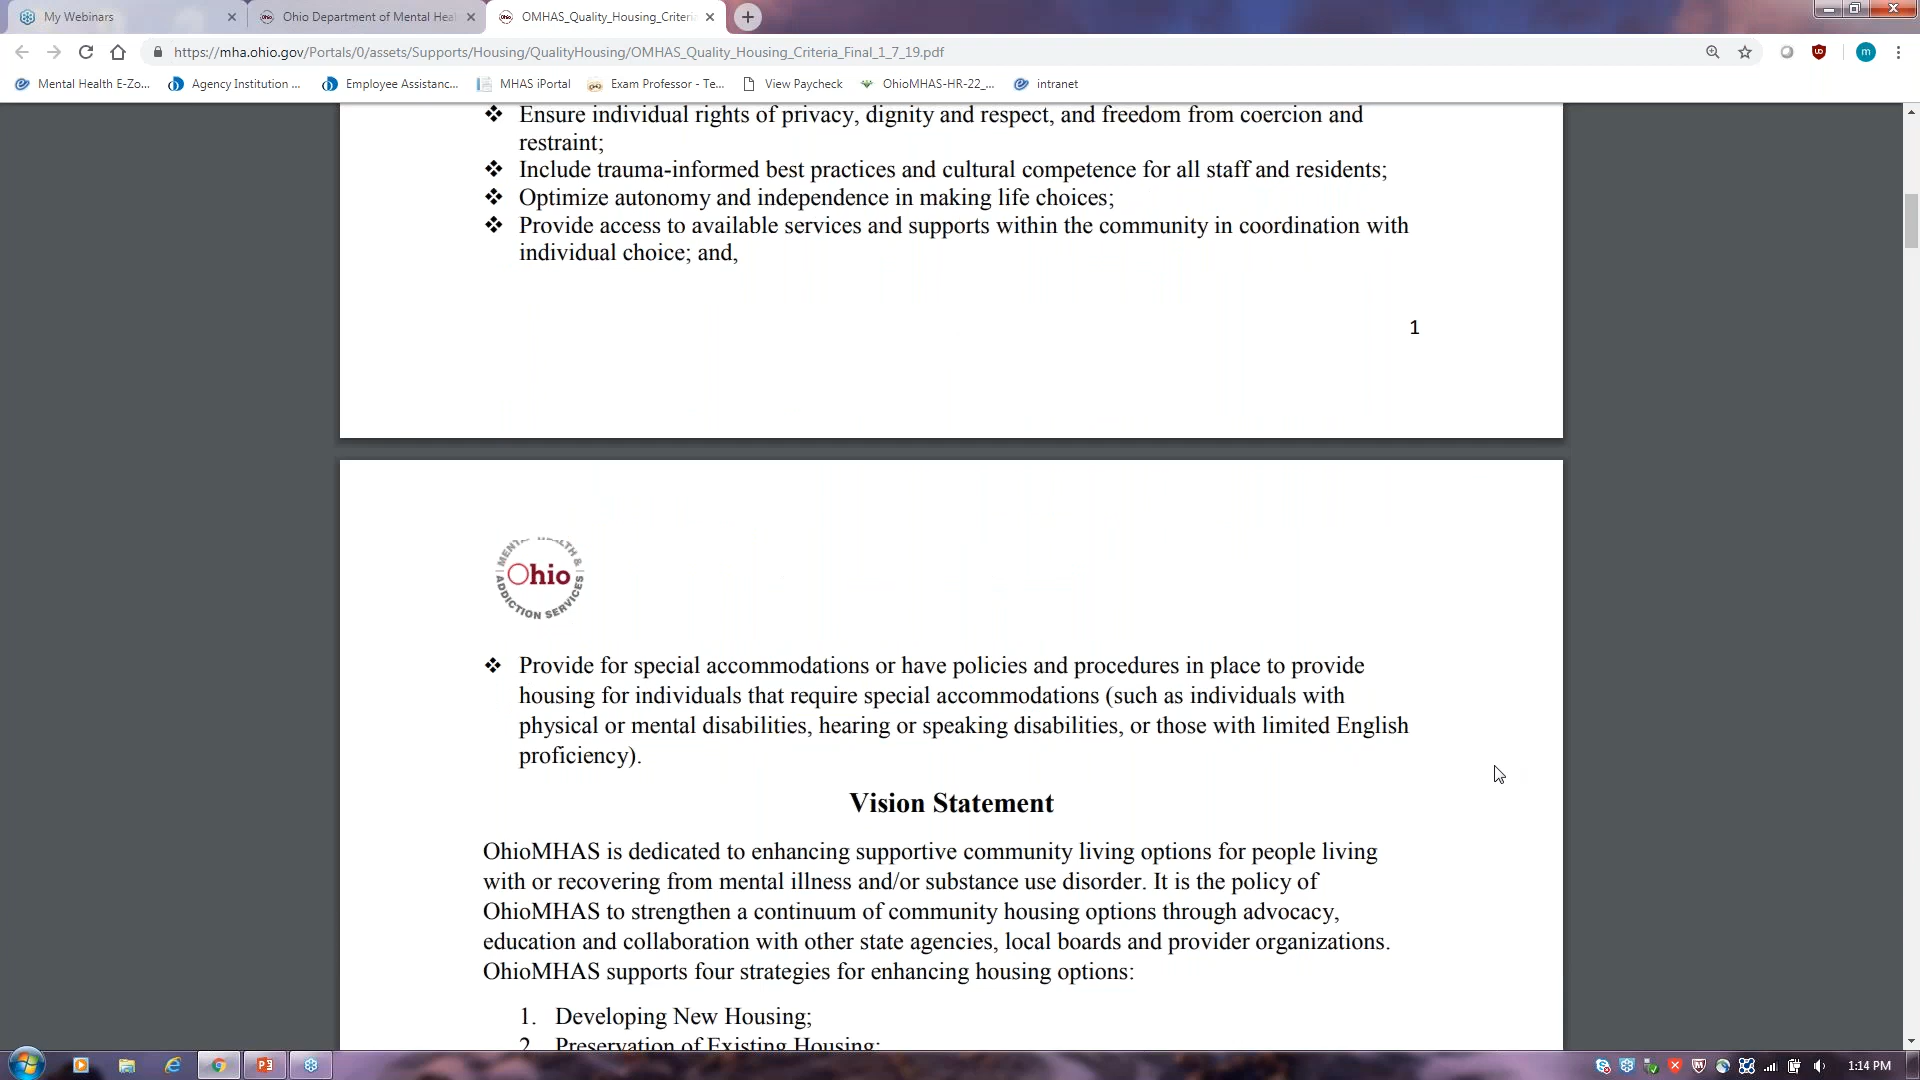 My Webinars
Ohio Department of Mental Hea
OMHAS_Quality_Housing_Criteria
https://mha.ohio.gov/Portals/0/assets/Supports/Housing/QualityHousing/OMHAS_Quality_Housing_Criteria_Final_1_7_19.pdf
m
Mental Health E-Zo... Agency Institution ... Employee Assistanc... MHAS iPortal Exam Professor - Te... View Paycheck OhioMHAS-HR-22_... intranet
❖ Ensure individual rights of privacy, dignity and respect, and freedom from coercion and
restraint;
❖ Include trauma-informed best practices and cultural competence for all staff and residents;
❖ Optimize autonomy and independence in making life choices;
❖ Provide access to available services and supports within the community in coordination with
individual choice; and,
1
MENTAL HEALTH &
Ohio
ADDICTION SERVICES
❖ Provide for special accommodations or have policies and procedures in place to provide
housing for individuals that require special accommodations (such as individuals with
physical or mental disabilities, hearing or speaking disabilities, or those with limited English
proficiency).
Vision Statement
OhioMHAS is dedicated to enhancing supportive community living options for people living
with or recovering from mental illness and/or substance use disorder. It is the policy of
OhioMHAS to strengthen a continuum of community housing options through advocacy,
education and collaboration with other state agencies, local boards and provider organizations.
OhioMHAS supports four strategies for enhancing housing options:
1. Developing New Housing;
2. Preservation of Existing Housing;
1:14 PM